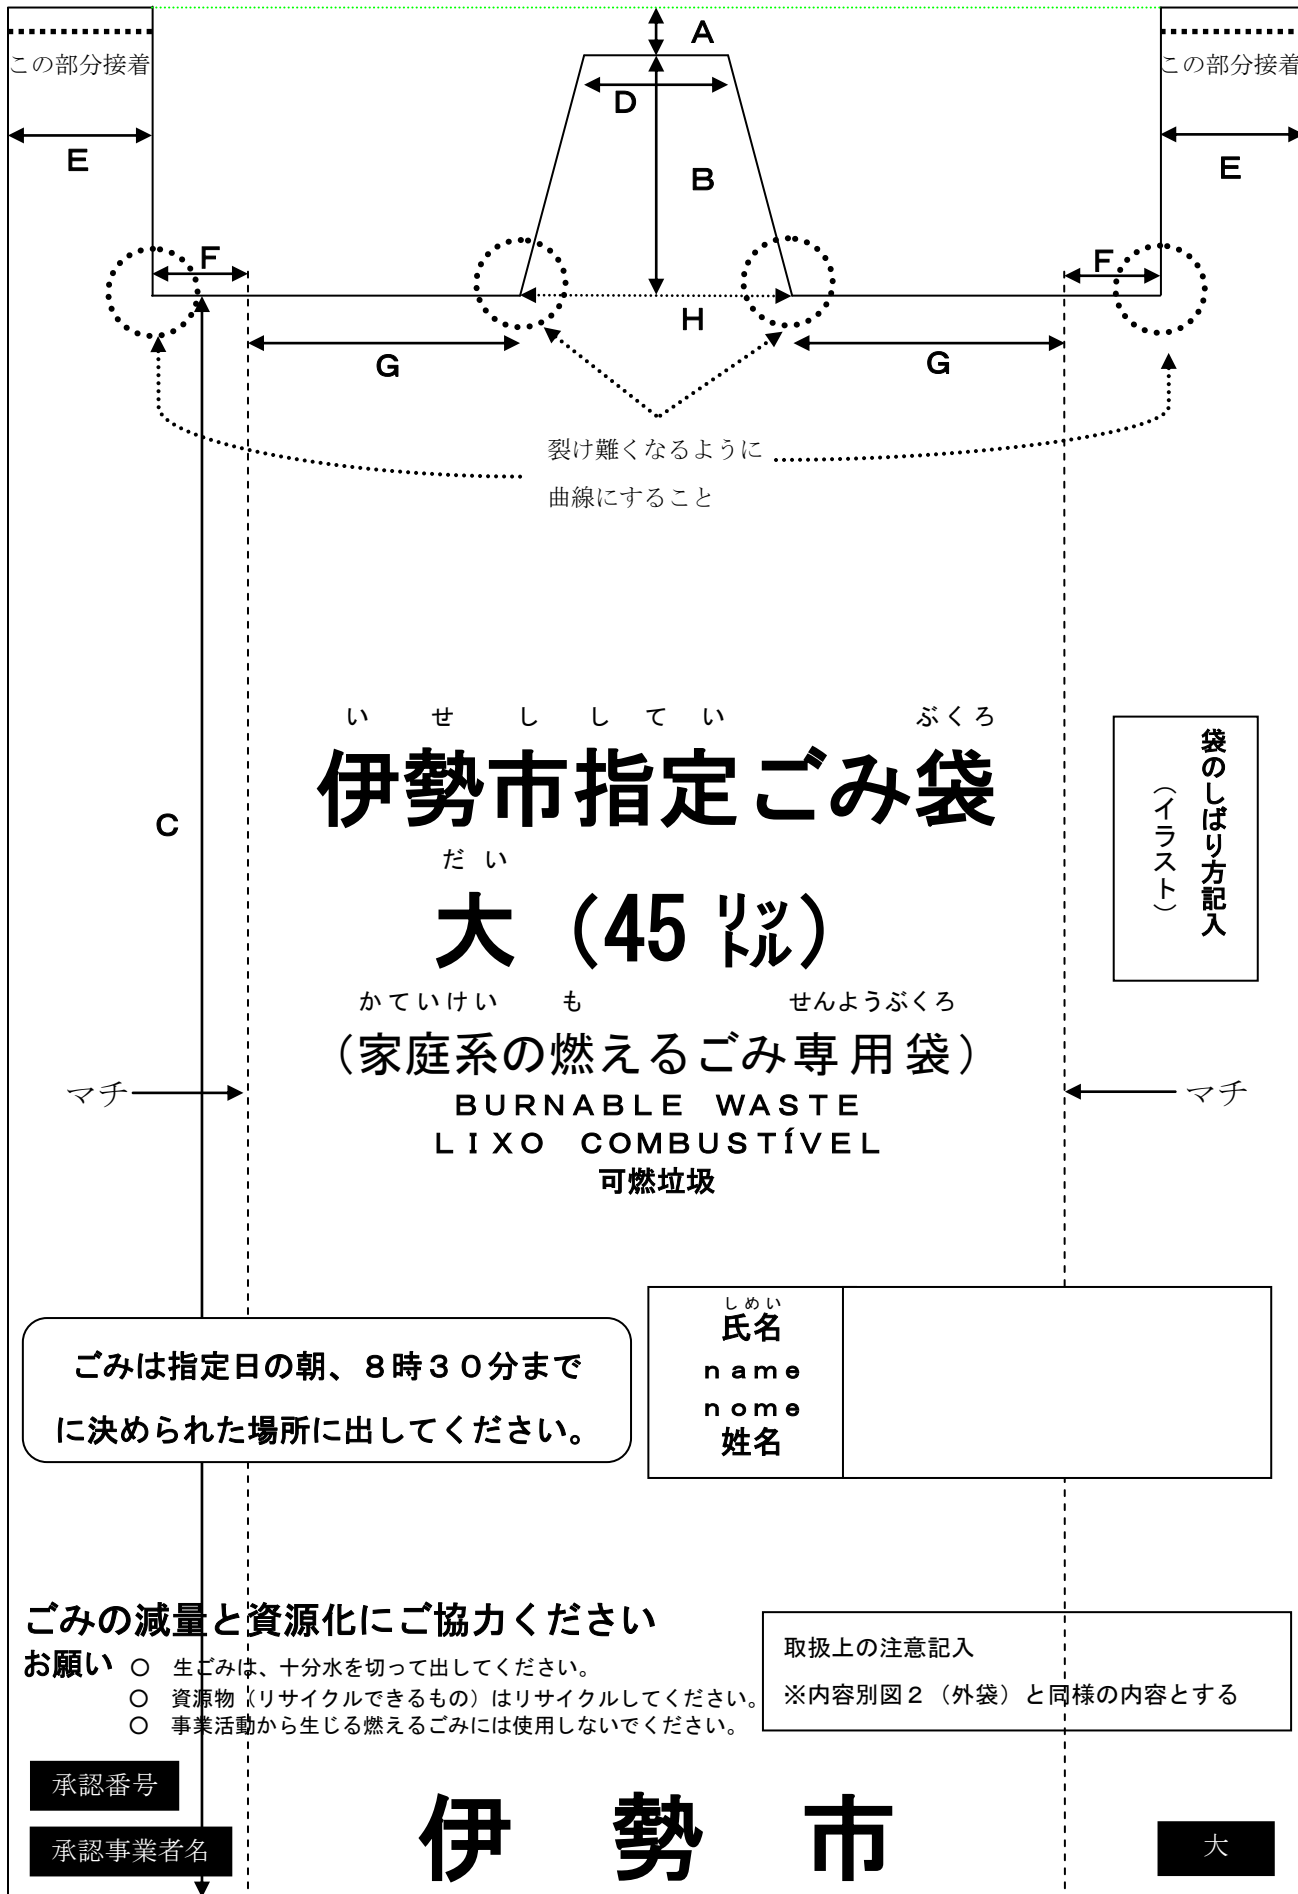 A
この部分接着
この部分接着
D
E
B
E
F
F
H
G
G
裂け難くなるように
曲線にすること
い せ し し て い ぶくろ
伊勢市指定ごみ袋
だ い
大（45 リットル）
かていけい も せんようぶくろ
（家庭系の燃えるごみ専用袋）
BURNABLE WASTE
LIXO COMBUSTÍVEL
可燃垃圾
C
袋のしばり方記入
（イラスト）
マチ
マチ
しめい
氏名
name
nome
姓名
ごみは指定日の朝、８時３０分まで
に決められた場所に出してください。
ごみの減量と資源化にご協力ください
お願い ○ 生ごみは、十分水を切って出してください。
○ 資源物（リサイクルできるもの）はリサイクルしてください。
○ 事業活動から生じる燃えるごみには使用しないでください。
取扱上の注意記入
※内容別図２（外袋）と同様の内容とする
承認番号
承認事業者名
伊 勢 市
大